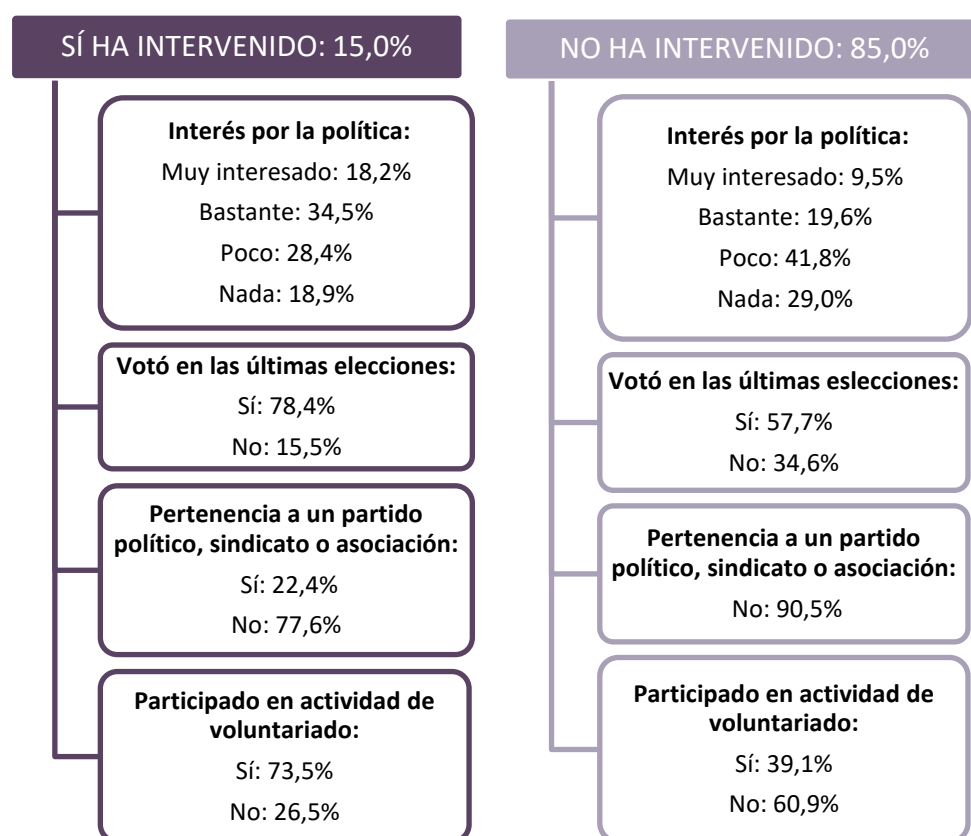 SÍ HA INTERVENIDO: 15,0%
Interés por la política:
Muy interesado: 18,2%
Bastante: 34,5%
Poco: 28,4%
Nada: 18,9%
Votó en las últimas elecciones:
Sí: 78,4%
No: 15,5%
Pertenencia a un partido
político, sindicato o asociación:
Sí: 22,4%
No: 77,6%
Participado en actividad de
voluntariado:
Sí: 73,5%
No: 26,5%
NO HA INTERVENIDO: 85,0%
Interés por la política:
Muy interesado: 9,5%
Bastante: 19,6%
Poco: 41,8%
Nada: 29,0%
Votó en las últimas eslecciones:
Sí: 57,7%
No: 34,6%
Pertenencia a un partido
político, sindicato o asociación:
No: 90,5%
Participado en actividad de
voluntariado:
Sí: 39,1%
No: 60,9%